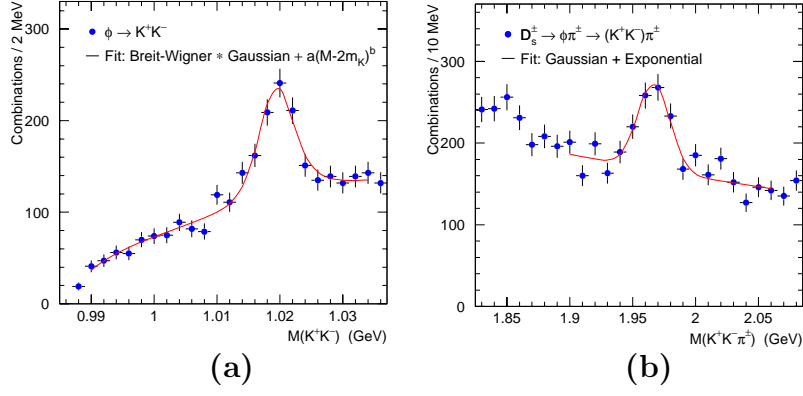 Combinations / 2 MeV
300
200
100
0
ϕ → K⁺K⁻
Fit: Breit-Wigner * Gaussian + a(M-2m_K)^b
0.99 1 1.01 1.02 1.03
M(K⁺K⁻) (GeV)
(a)
Combinations / 10 MeV
400
300
200
100
0
D_s^± → ϕπ^± → (K⁺K⁻)π^±
Fit: Gaussian + Exponential
1.85 1.9 1.95 2 2.05
M(K⁺K⁻π^±) (GeV)
(b)